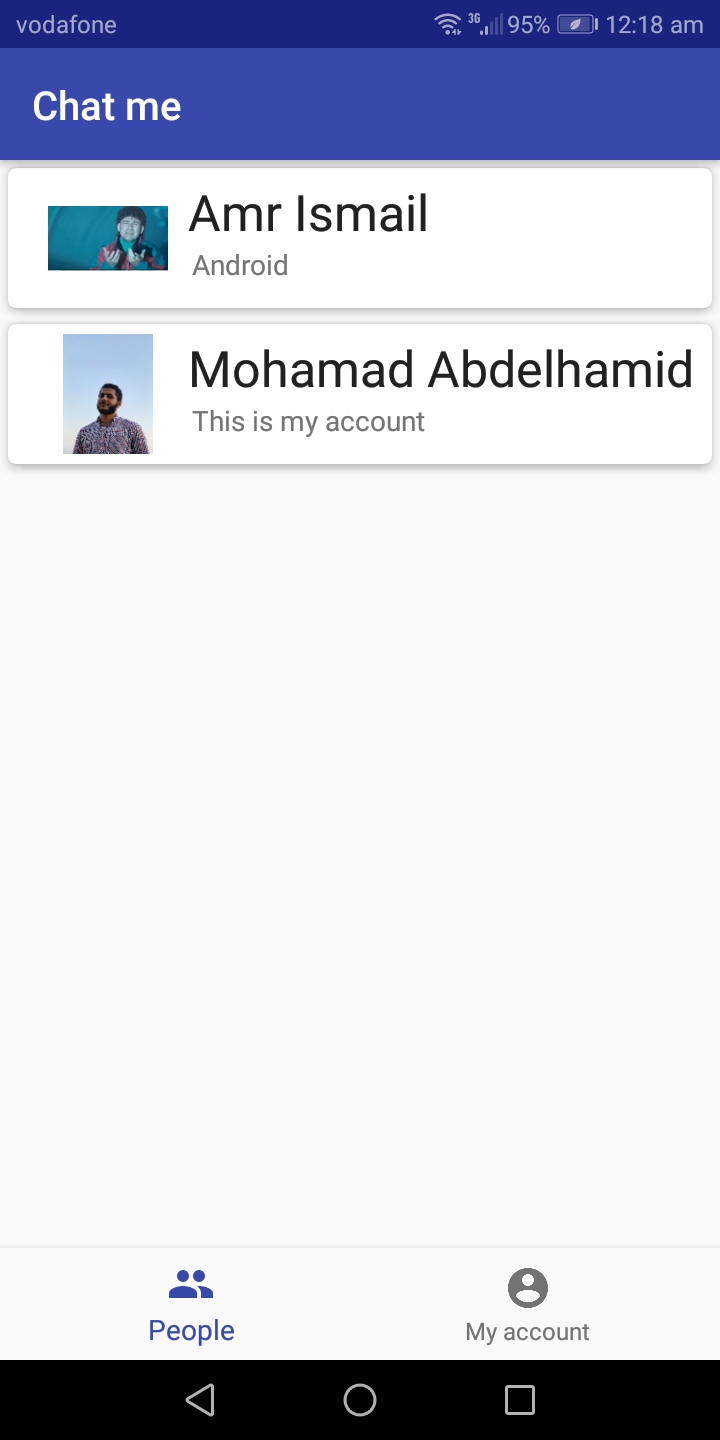 vodafone 3G 95% 12:18 am
Chat me
Amr Ismail
Android
Mohamad Abdelhamid
This is my account
People
My account